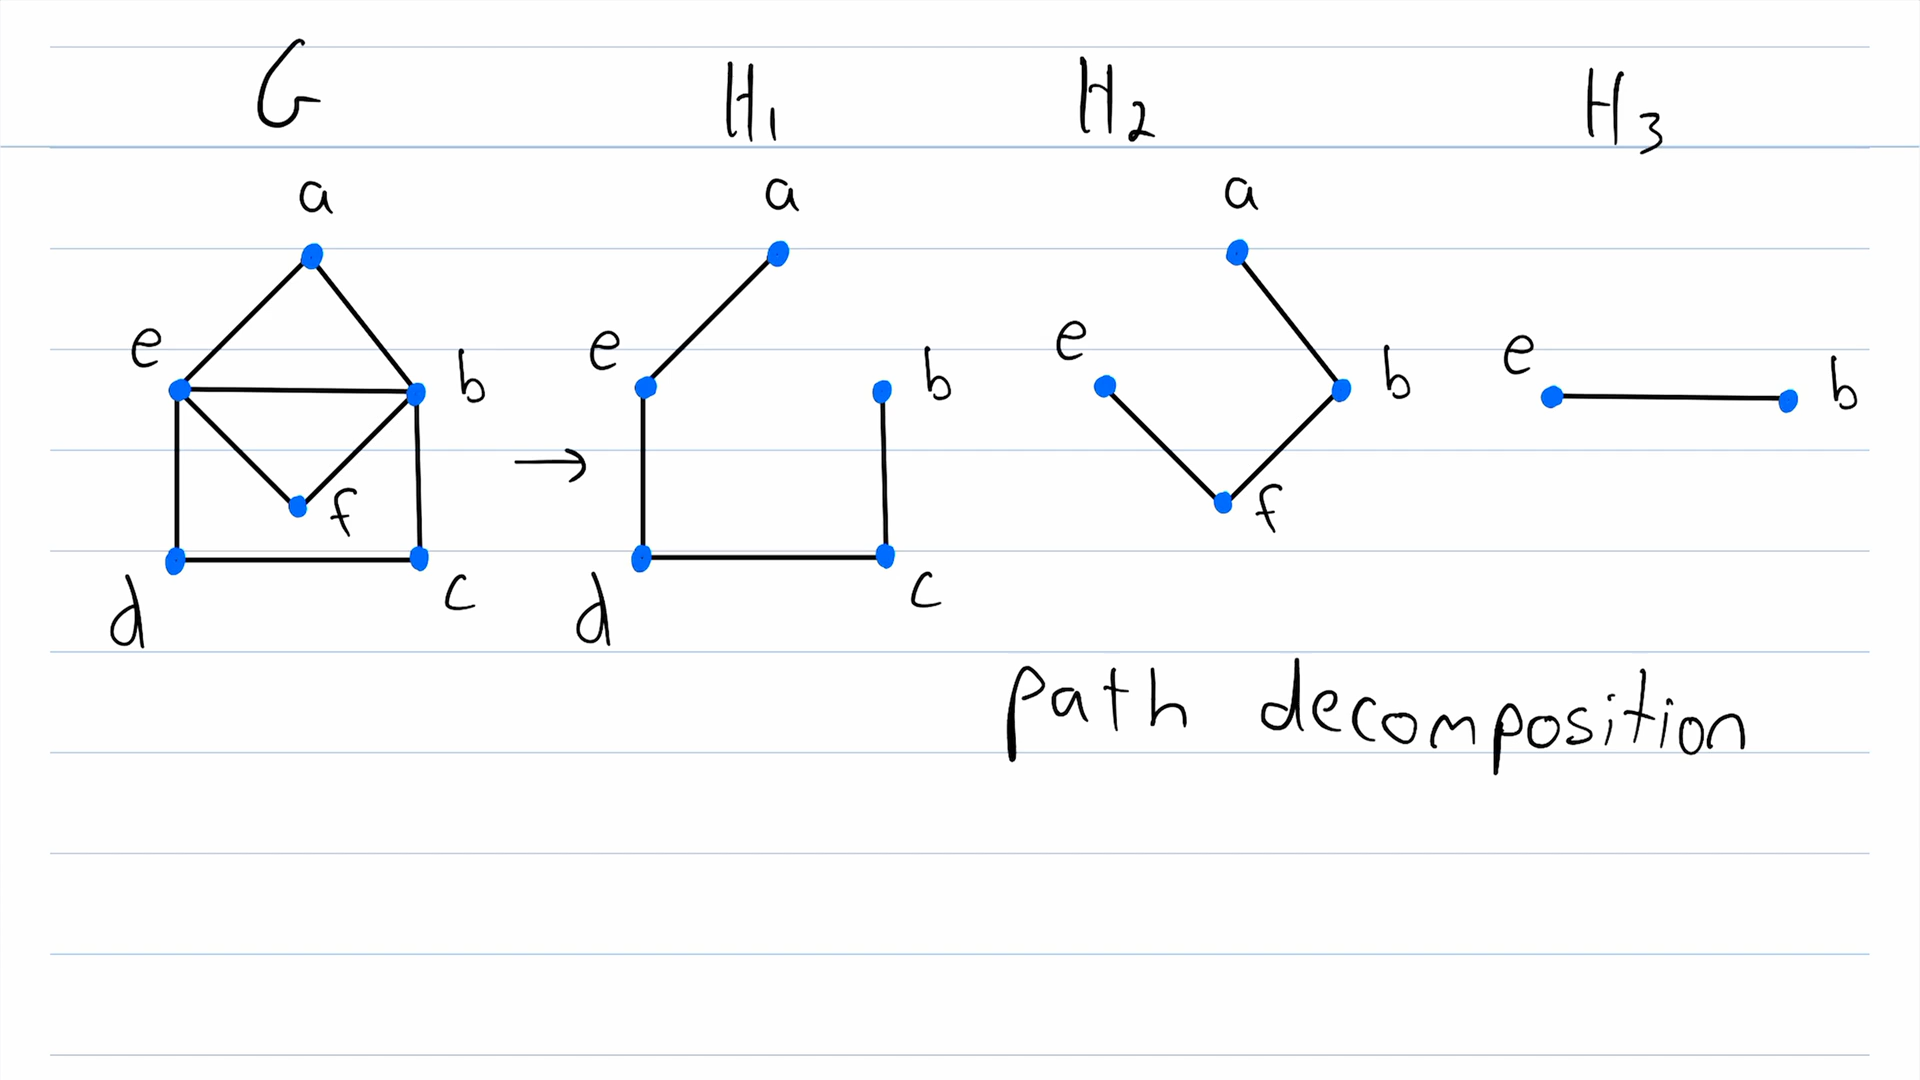 G H₁ H₂ H₃
a a a
e b e b e b e b
f f
d c d c
path decomposition